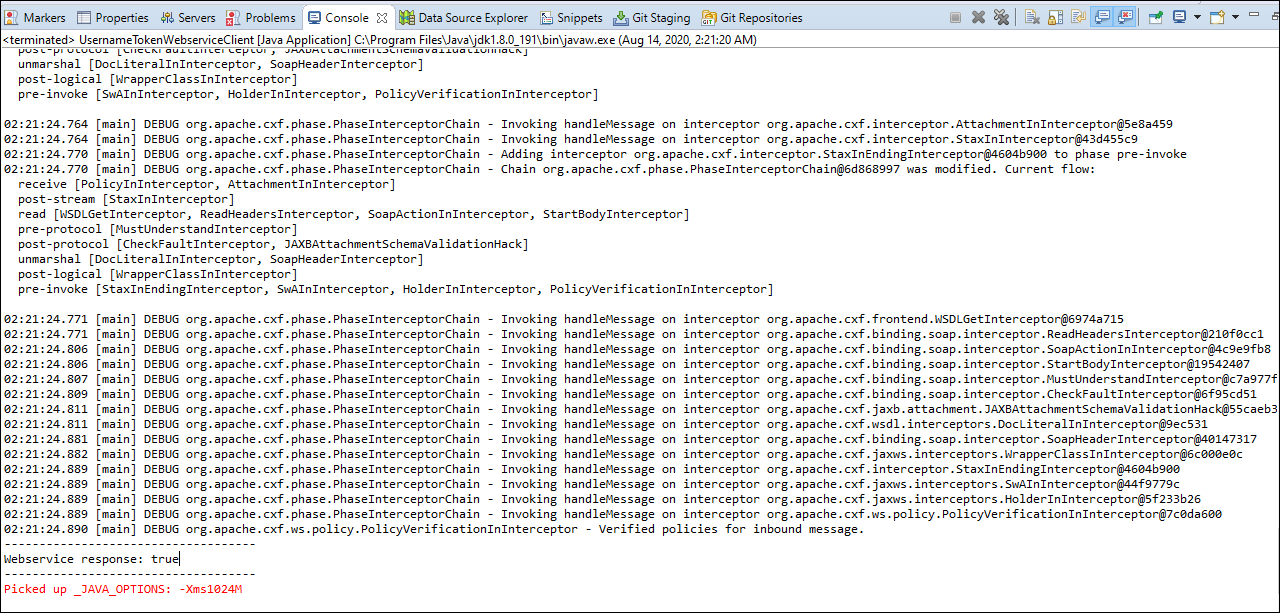 Markers Properties Servers Problems Console Data Source Explorer Snippets Git Staging Git Repositories
<terminated> UsernameTokenWebserviceClient [Java Application] C:\Program Files\Java\jdk1.8.0_191\bin\javaw.exe (Aug 14, 2020, 2:21:20 AM)
post-protocol [CheckFaultInterceptor, JAXBAttachmentSchemaValidationHack]
unmarshal [DocLiteralInInterceptor, SoapHeaderInterceptor]
post-logical [WrapperClassInInterceptor]
pre-invoke [SwAInInterceptor, HolderInInterceptor, PolicyVerificationInInterceptor]
02:21:24.764 [main] DEBUG org.apache.cxf.phase.PhaseInterceptorChain - Invoking handleMessage on interceptor org.apache.cxf.interceptor.AttachmentInInterceptor@5e8a459
02:21:24.764 [main] DEBUG org.apache.cxf.phase.PhaseInterceptorChain - Invoking handleMessage on interceptor org.apache.cxf.interceptor.StaxInInterceptor@43d455c9
02:21:24.770 [main] DEBUG org.apache.cxf.phase.PhaseInterceptorChain - Adding interceptor org.apache.cxf.interceptor.StaxInEndingInterceptor@4604b900 to phase pre-invoke
02:21:24.770 [main] DEBUG org.apache.cxf.phase.PhaseInterceptorChain - Chain org.apache.cxf.phase.PhaseInterceptorChain@6d868997 was modified. Current flow:
receive [PolicyInInterceptor, AttachmentInInterceptor]
post-stream [StaxInInterceptor]
read [WSDLGetInterceptor, ReadHeadersInterceptor, SoapActionInInterceptor, StartBodyInterceptor]
pre-protocol [MustUnderstandInterceptor]
post-protocol [CheckFaultInterceptor, JAXBAttachmentSchemaValidationHack]
unmarshal [DocLiteralInInterceptor, SoapHeaderInterceptor]
post-logical [WrapperClassInInterceptor]
pre-invoke [StaxInEndingInterceptor, SwAInInterceptor, HolderInInterceptor, PolicyVerificationInInterceptor]
02:21:24.771 [main] DEBUG org.apache.cxf.phase.PhaseInterceptorChain - Invoking handleMessage on interceptor org.apache.cxf.frontend.WSDLGetInterceptor@6974a715
02:21:24.771 [main] DEBUG org.apache.cxf.phase.PhaseInterceptorChain - Invoking handleMessage on interceptor org.apache.cxf.binding.soap.interceptor.ReadHeadersInterceptor@210f0cc1
02:21:24.806 [main] DEBUG org.apache.cxf.phase.PhaseInterceptorChain - Invoking handleMessage on interceptor org.apache.cxf.binding.soap.interceptor.SoapActionInInterceptor@4c9e9fb8
02:21:24.806 [main] DEBUG org.apache.cxf.phase.PhaseInterceptorChain - Invoking handleMessage on interceptor org.apache.cxf.binding.soap.interceptor.StartBodyInterceptor@19542407
02:21:24.807 [main] DEBUG org.apache.cxf.phase.PhaseInterceptorChain - Invoking handleMessage on interceptor org.apache.cxf.binding.soap.interceptor.MustUnderstandInterceptor@c7a977f
02:21:24.809 [main] DEBUG org.apache.cxf.phase.PhaseInterceptorChain - Invoking handleMessage on interceptor org.apache.cxf.binding.soap.interceptor.CheckFaultInterceptor@6f95cd51
02:21:24.811 [main] DEBUG org.apache.cxf.phase.PhaseInterceptorChain - Invoking handleMessage on interceptor org.apache.cxf.jaxb.attachment.JAXBAttachmentSchemaValidationHack@55caeb3
02:21:24.811 [main] DEBUG org.apache.cxf.phase.PhaseInterceptorChain - Invoking handleMessage on interceptor org.apache.cxf.wsdl.interceptors.DocLiteralInInterceptor@9ec531
02:21:24.881 [main] DEBUG org.apache.cxf.phase.PhaseInterceptorChain - Invoking handleMessage on interceptor org.apache.cxf.binding.soap.interceptor.SoapHeaderInterceptor@40147317
02:21:24.882 [main] DEBUG org.apache.cxf.phase.PhaseInterceptorChain - Invoking handleMessage on interceptor org.apache.cxf.jaxws.interceptors.WrapperClassInInterceptor@6c000e0c
02:21:24.889 [main] DEBUG org.apache.cxf.phase.PhaseInterceptorChain - Invoking handleMessage on interceptor org.apache.cxf.interceptor.StaxInEndingInterceptor@4604b900
02:21:24.889 [main] DEBUG org.apache.cxf.phase.PhaseInterceptorChain - Invoking handleMessage on interceptor org.apache.cxf.jaxws.interceptors.SwAInInterceptor@44f9779c
02:21:24.889 [main] DEBUG org.apache.cxf.phase.PhaseInterceptorChain - Invoking handleMessage on interceptor org.apache.cxf.jaxws.interceptors.HolderInInterceptor@5f233b26
02:21:24.889 [main] DEBUG org.apache.cxf.phase.PhaseInterceptorChain - Invoking handleMessage on interceptor org.apache.cxf.ws.policy.PolicyVerificationInInterceptor@7c0da600
02:21:24.890 [main] DEBUG org.apache.cxf.ws.policy.PolicyVerificationInInterceptor - Verified policies for inbound message.
------------------------------------
Webservice response: true
------------------------------------
Picked up _JAVA_OPTIONS: -Xms1024M